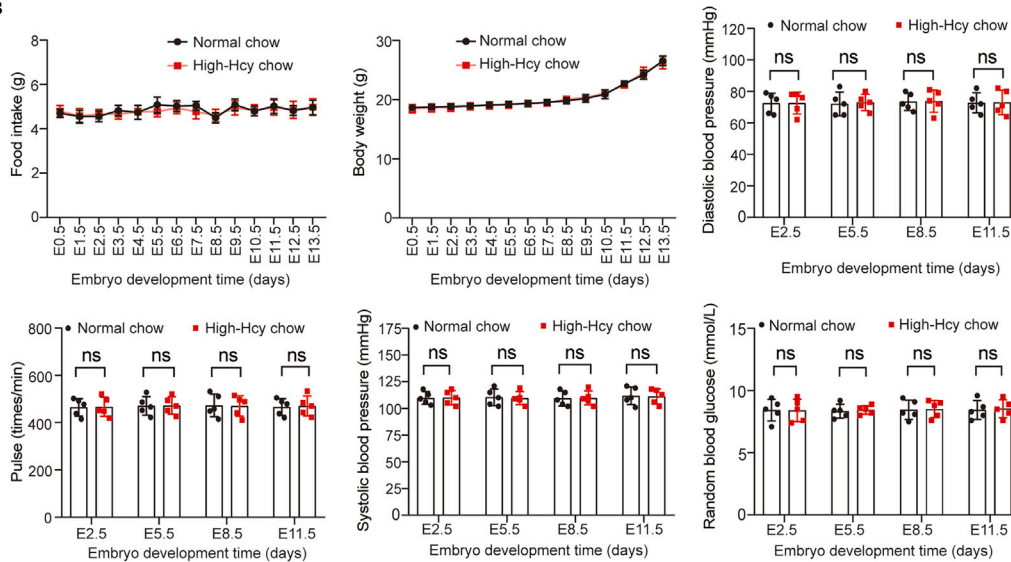 B
8
6
4
2
0
Food intake (g)
Normal chow
High-Hcy chow
E0.5 E1.5 E2.5 E3.5 E4.5 E5.5 E6.5 E7.5 E8.5 E9.5 E10.5 E11.5 E12.5 E13.5
Embryo development time (days)
30
20
10
0
Body weight (g)
Normal chow
High-Hcy chow
E0.5 E1.5 E2.5 E3.5 E4.5 E5.5 E6.5 E7.5 E8.5 E9.5 E10.5 E11.5 E12.5 E13.5
Embryo development time (days)
120
100
80
60
40
20
0
Diastolic blood pressure (mmHg)
Normal chow High-Hcy chow
ns ns ns ns
E2.5 E5.5 E8.5 E11.5
Embryo development time (days)
800
600
400
200
0
Pulse (times/min)
Normal chow High-Hcy chow
ns ns ns ns
E2.5 E5.5 E8.5 E11.5
Embryo development time (days)
175
150
125
100
75
50
25
0
Systolic blood pressure (mmHg)
Normal chow High-Hcy chow
ns ns ns ns
E2.5 E5.5 E8.5 E11.5
Embryo development time (days)
15
10
5
0
Random blood glucose (mmol/L)
Normal chow High-Hcy chow
ns ns ns ns
E2.5 E5.5 E8.5 E11.5
Embryo development time (days)